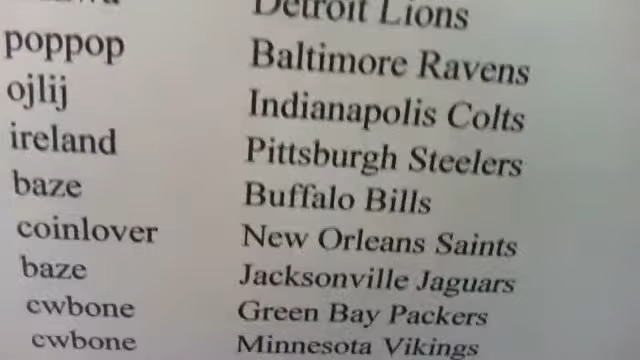 Detroit Lions
poppop Baltimore Ravens
ojlij Indianapolis Colts
ireland Pittsburgh Steelers
baze Buffalo Bills
coinlover New Orleans Saints
baze Jacksonville Jaguars
cwbone Green Bay Packers
cwbone Minnesota Vikings